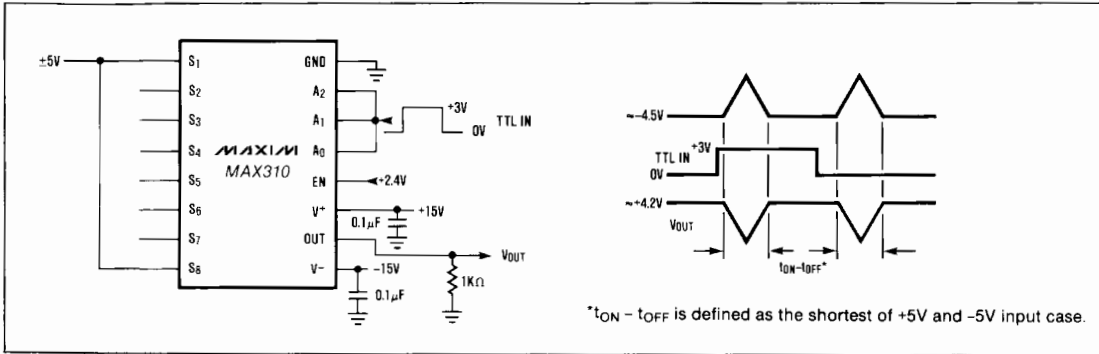 ±5V
S1
S2
S3
S4
S5
S6
S7
S8
MAXIM
MAX310
GND
A2
A1
A0
EN
V+
OUT
V−
+3V
0V
TTL IN
+2.4V
+15V
0.1μF
VOUT
−15V
0.1μF
1KΩ
≈−4.5V
TTL IN
+3V
0V
≈+4.2V
VOUT
tON−tOFF*
*tON − tOFF is defined as the shortest of +5V and −5V input case.